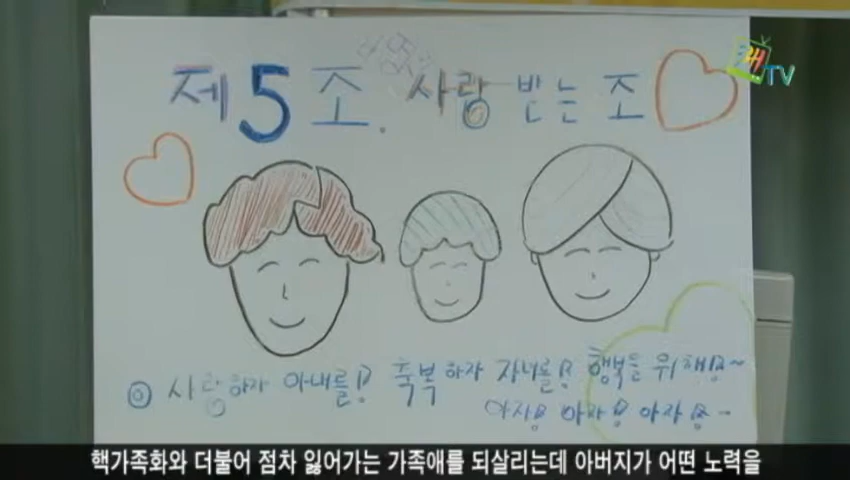 제5조. 사랑 받는 조
TV
◎ 사랑하자 아내를! 축복하자 자녀를! 행복을 위해!~
아자! 아자! 아자!~
핵가족화와 더불어 점차 잃어가는 가족애를 되살리는데 아버지가 어떤 노력을